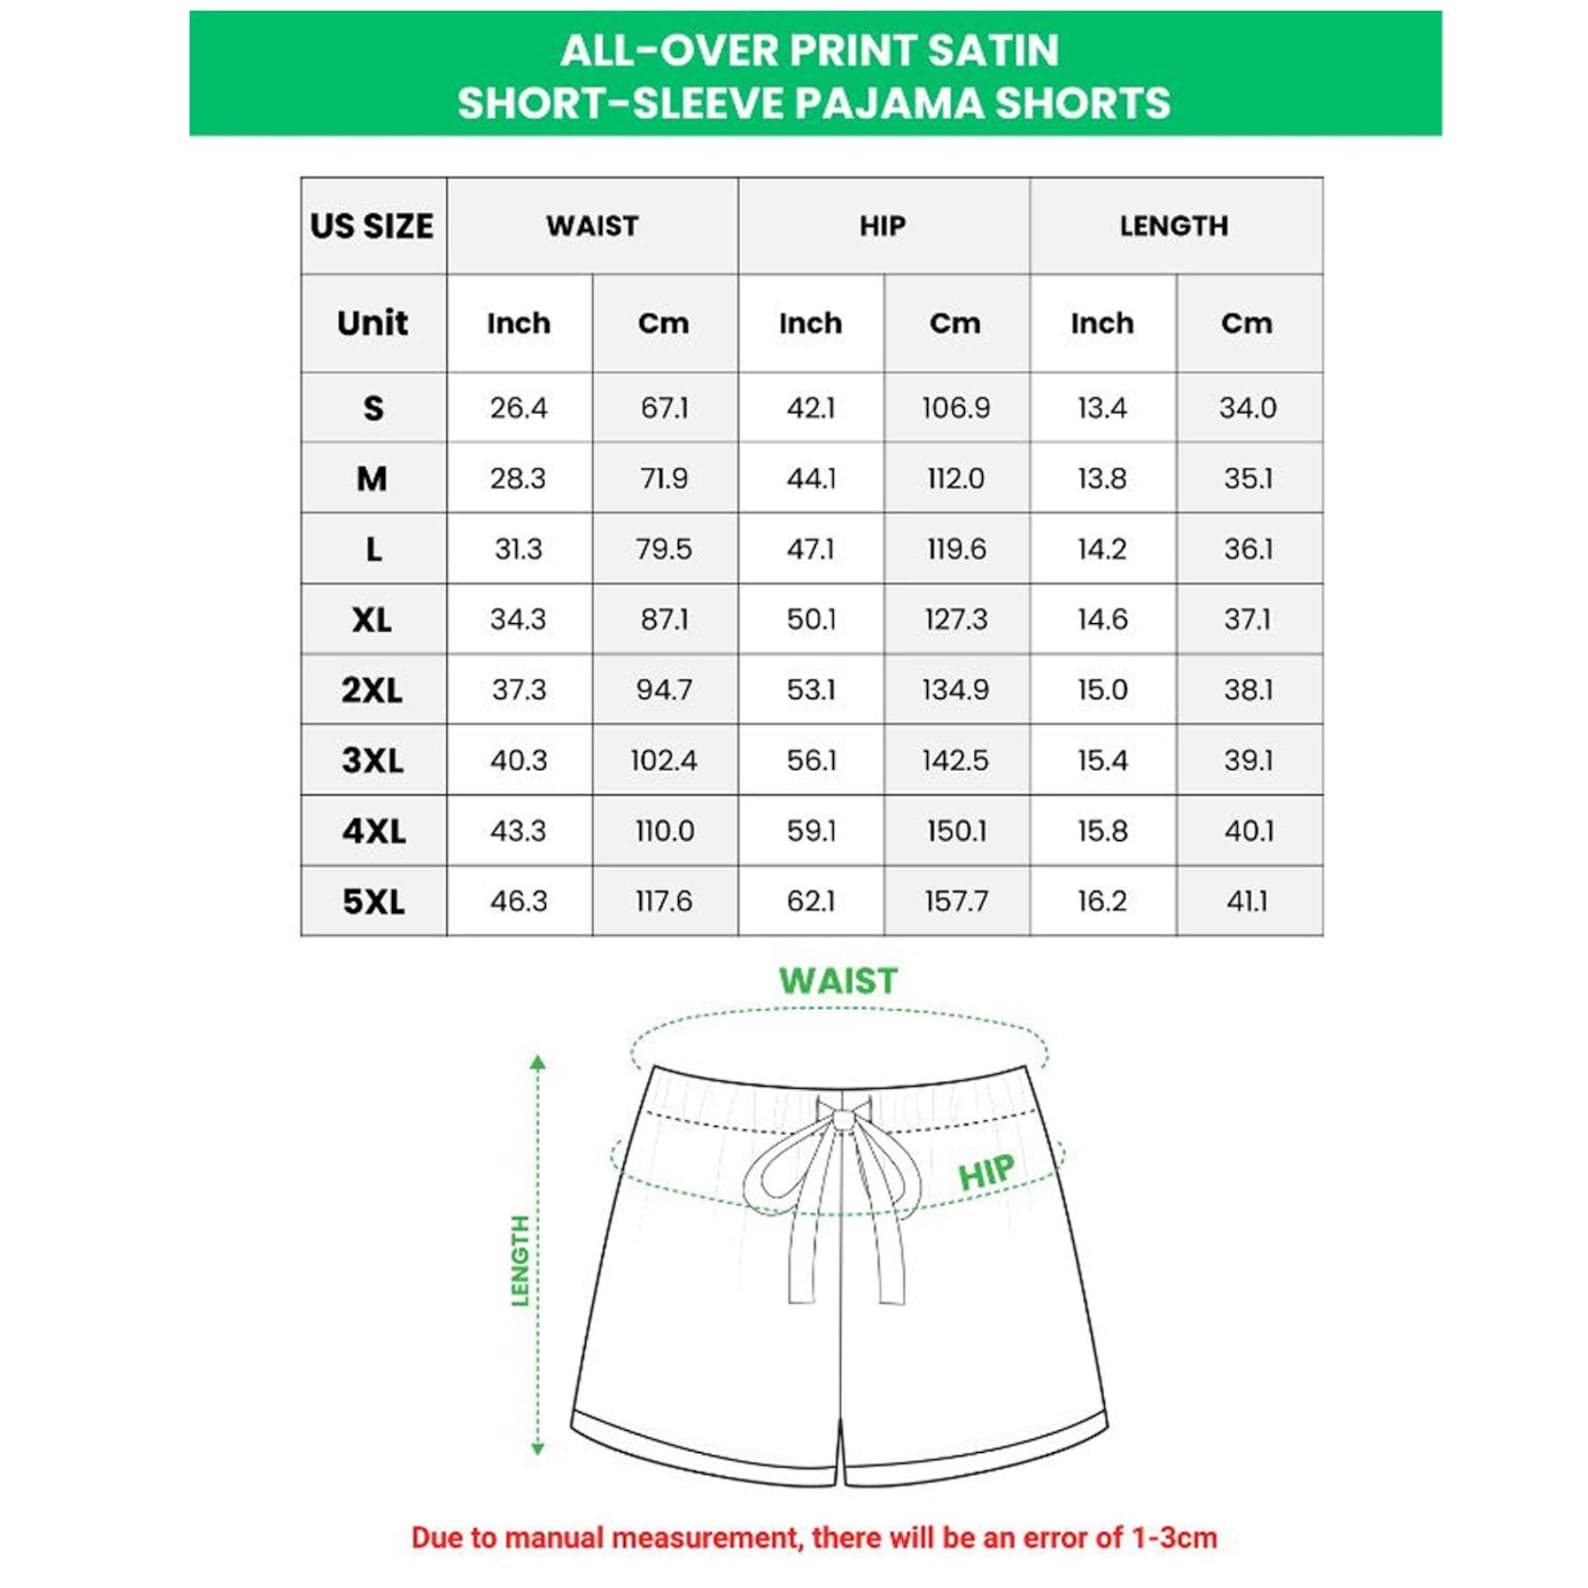 ALL-OVER PRINT SATIN
SHORT-SLEEVE PAJAMA SHORTS
US SIZE WAIST HIP LENGTH
Unit Inch Cm Inch Cm Inch Cm
S 26.4 67.1 42.1 106.9 13.4 34.0
M 28.3 71.9 44.1 112.0 13.8 35.1
L 31.3 79.5 47.1 119.6 14.2 36.1
XL 34.3 87.1 50.1 127.3 14.6 37.1
2XL 37.3 94.7 53.1 134.9 15.0 38.1
3XL 40.3 102.4 56.1 142.5 15.4 39.1
4XL 43.3 110.0 59.1 150.1 15.8 40.1
5XL 46.3 117.6 62.1 157.7 16.2 41.1
WAIST
HIP
LENGTH
Due to manual measurement, there will be an error of 1-3cm